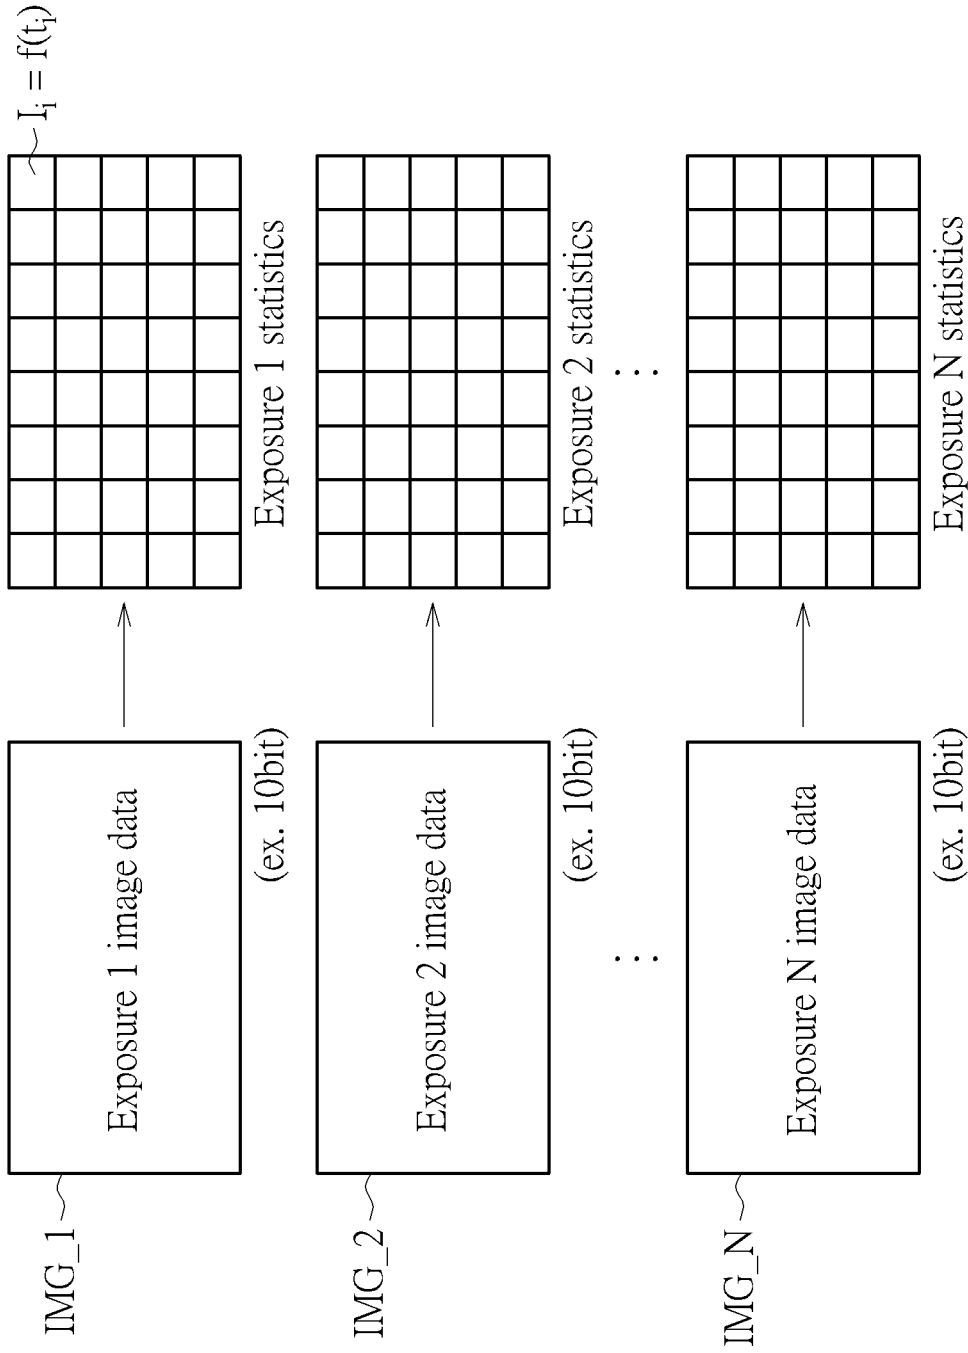 IMG_1
Exposure 1 image data
(ex. 10bit)
Exposure 1 statistics
I_i = f(t_i)
IMG_2
Exposure 2 image data
(ex. 10bit)
Exposure 2 statistics
...
...
IMG_N
Exposure N image data
(ex. 10bit)
Exposure N statistics